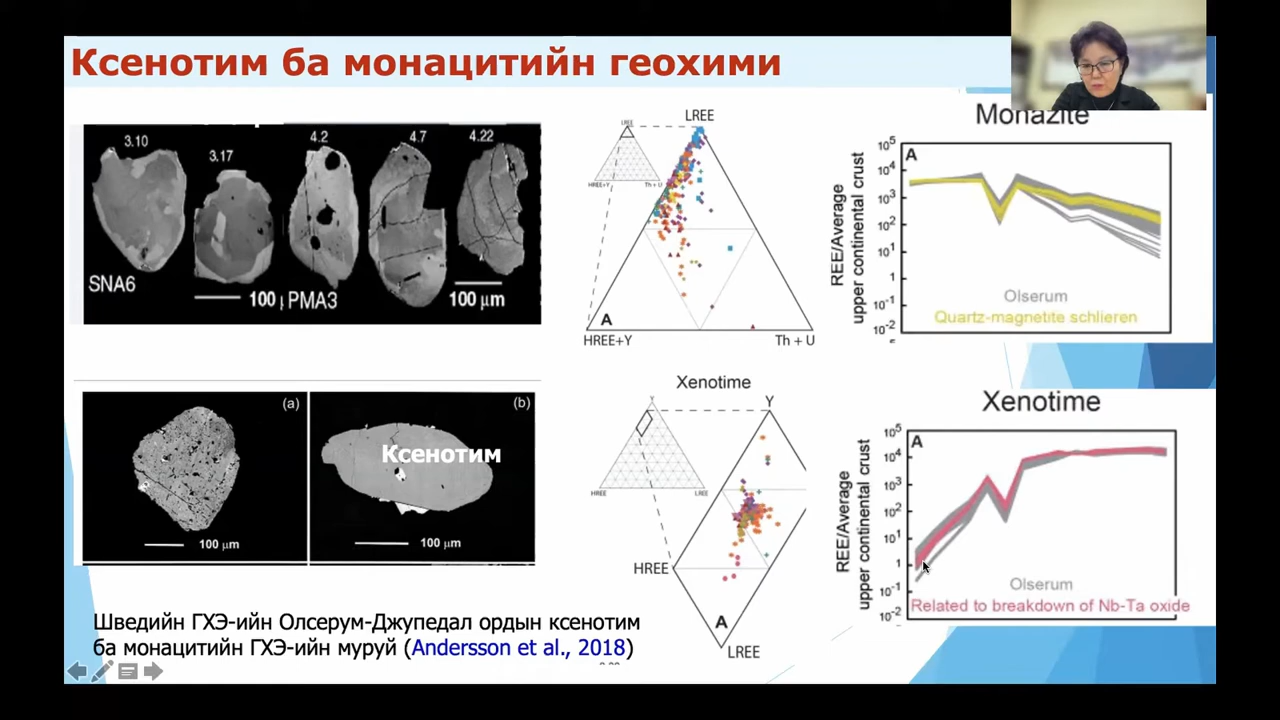 Ксенотим ба монацитийн геохими
3.10
3.17
4.2
4.7
4.22
SNA6
100
PMA3
100 µm
LREE
LREE
HREE+Y
Th + U
A
HREE+Y
Th + U
Monazite
A
10⁵
10⁴
10³
10²
10¹
1
10⁻¹
10⁻²
REE/Average
upper continental crust
Olserum
Quartz-magnetite schlieren
(a)
100 µm
(b)
Ксенотим
100 µm
Xenotime
Y
Y
HREE
LREE
HREE
A
LREE
Xenotime
A
10⁵
10⁴
10³
10²
10¹
1
10⁻¹
10⁻²
REE/Average
upper continental crust
Olserum
Related to breakdown of Nb-Ta oxide
Шведийн ГХЭ-ийн Олсерум-Джупедал ордын ксенотим
ба монацитийн ГХЭ-ийн муруй (Andersson et al., 2018)